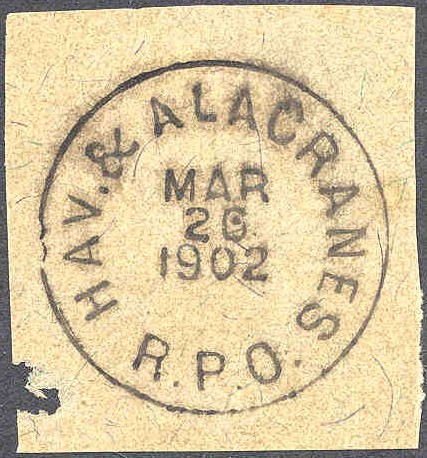 HAV. & ALACRANES
MAR
26
1902
R.P.O.